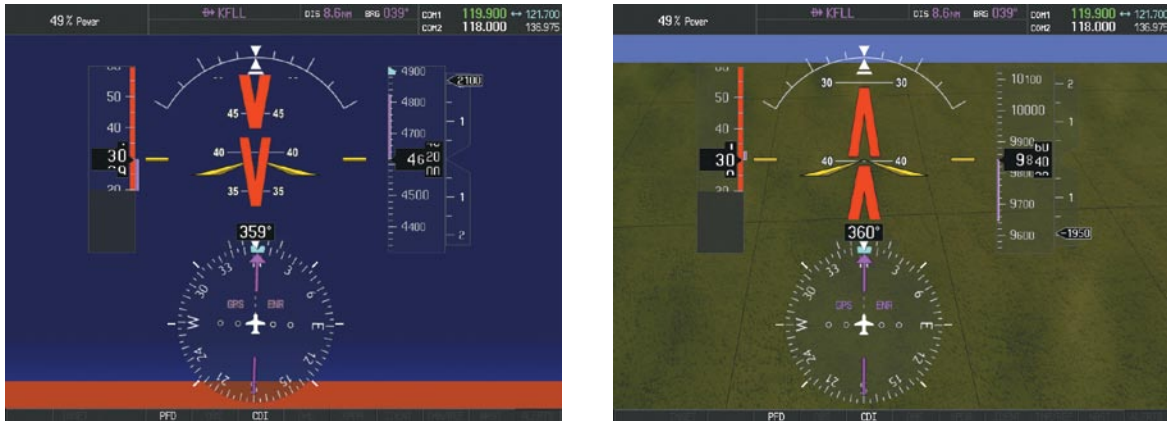 49% Power
KFLL
DIS 8.6NM BRG 039°
COM1 119.900 ↔ 121.700
COM2 118.000 136.975
60
50
40
30
20
45 45
40 40
35 35
4900
4800
4700
4620
4500
4400
2100
1
1
2
359°
33 3
30 6
GPS ENR
W E
24 12
21 15
S
PFD CDI
49% Power
KFLL
DIS 8.6NM BRG 039°
COM1 119.900 ↔ 121.700
COM2 118.000 136.975
50
40
30
20
30 30
40 40
10100
10000
9900
9840
9800
9700
9600
2
1
1
-1950
360°
33 3
30 6
GPS ENR
W E
24 12
21 15
S
PFD CDI